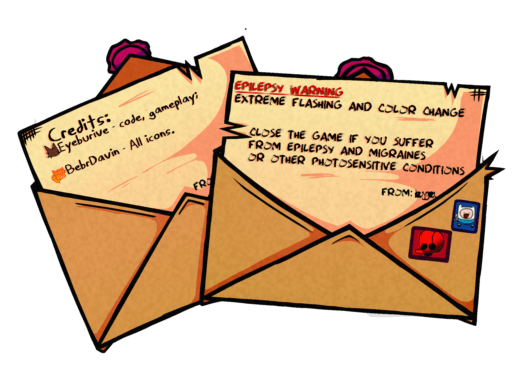 Credits:
Eyeburive - code, gameplay;
BebrDavin - All icons.
FRO
EPILEPSY WARNING
EXTREME FLASHING AND COLOR CHANGE
CLOSE THE GAME IF YOU SUFFER
FROM EPILEPSY AND MIGRAINES
OR OTHER PHOTOSENSITIVE CONDITIONS
FROM: